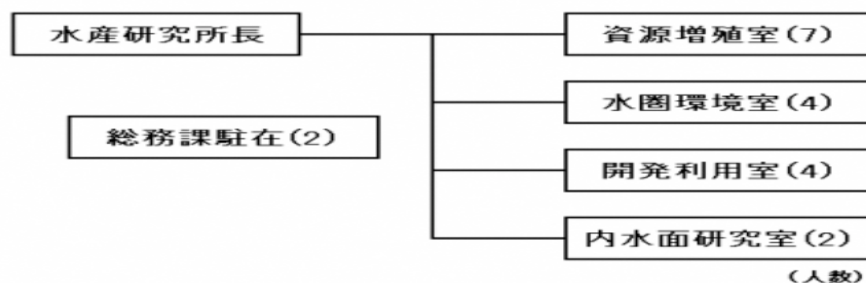 水産研究所長
資源増殖室(7)
水圏環境室(4)
総務課駐在(2)
開発利用室(4)
内水面研究室(2)
(人数)